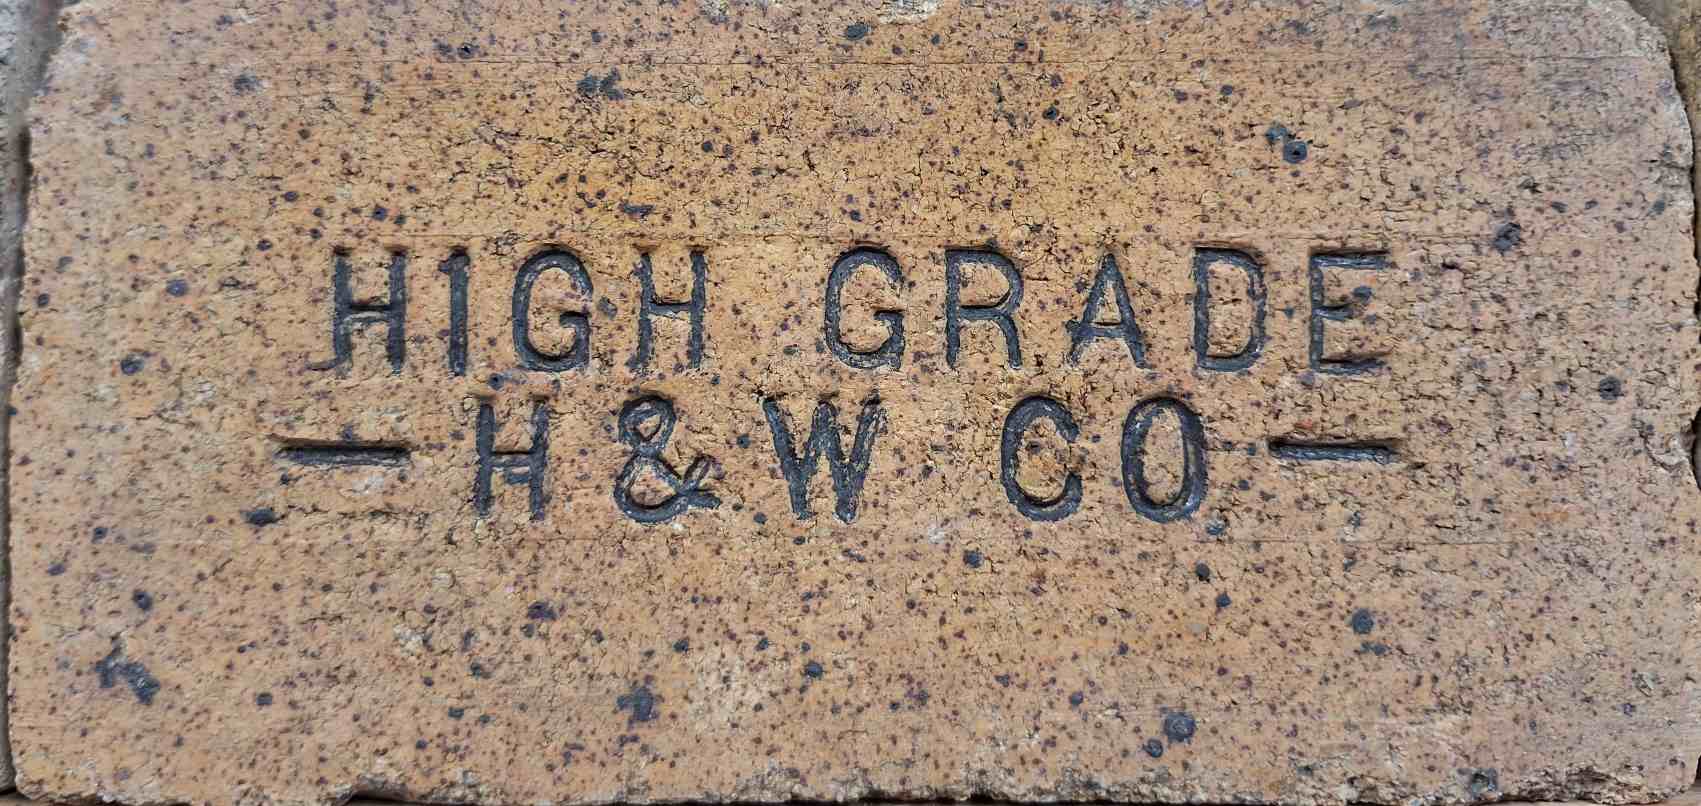 HIGH GRADE
— H & W CO —